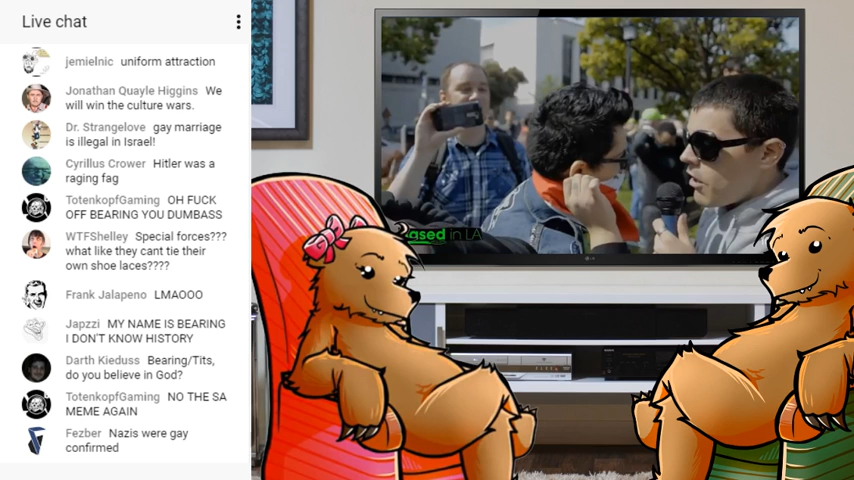 Live chat
jemielnic uniform attraction
Jonathan Quayle Higgins We
will win the culture wars.
Dr. Strangelove gay marriage
is illegal in Israel!
Cyrillus Crower Hitler was a
raging fag
TotenkopfGaming OH FUCK
OFF BEARING YOU DUMBASS
WTFShelley Special forces???
what like they cant tie their
own shoe laces????
Frank Jalapeno LMAOOO
Japzzi MY NAME IS BEARING
I DON'T KNOW HISTORY
Darth Kieduss Bearing/Tits,
do you believe in God?
TotenkopfGaming NO THE SA
MEME AGAIN
Fezber Nazis were gay
confirmed
ased in LA
LG